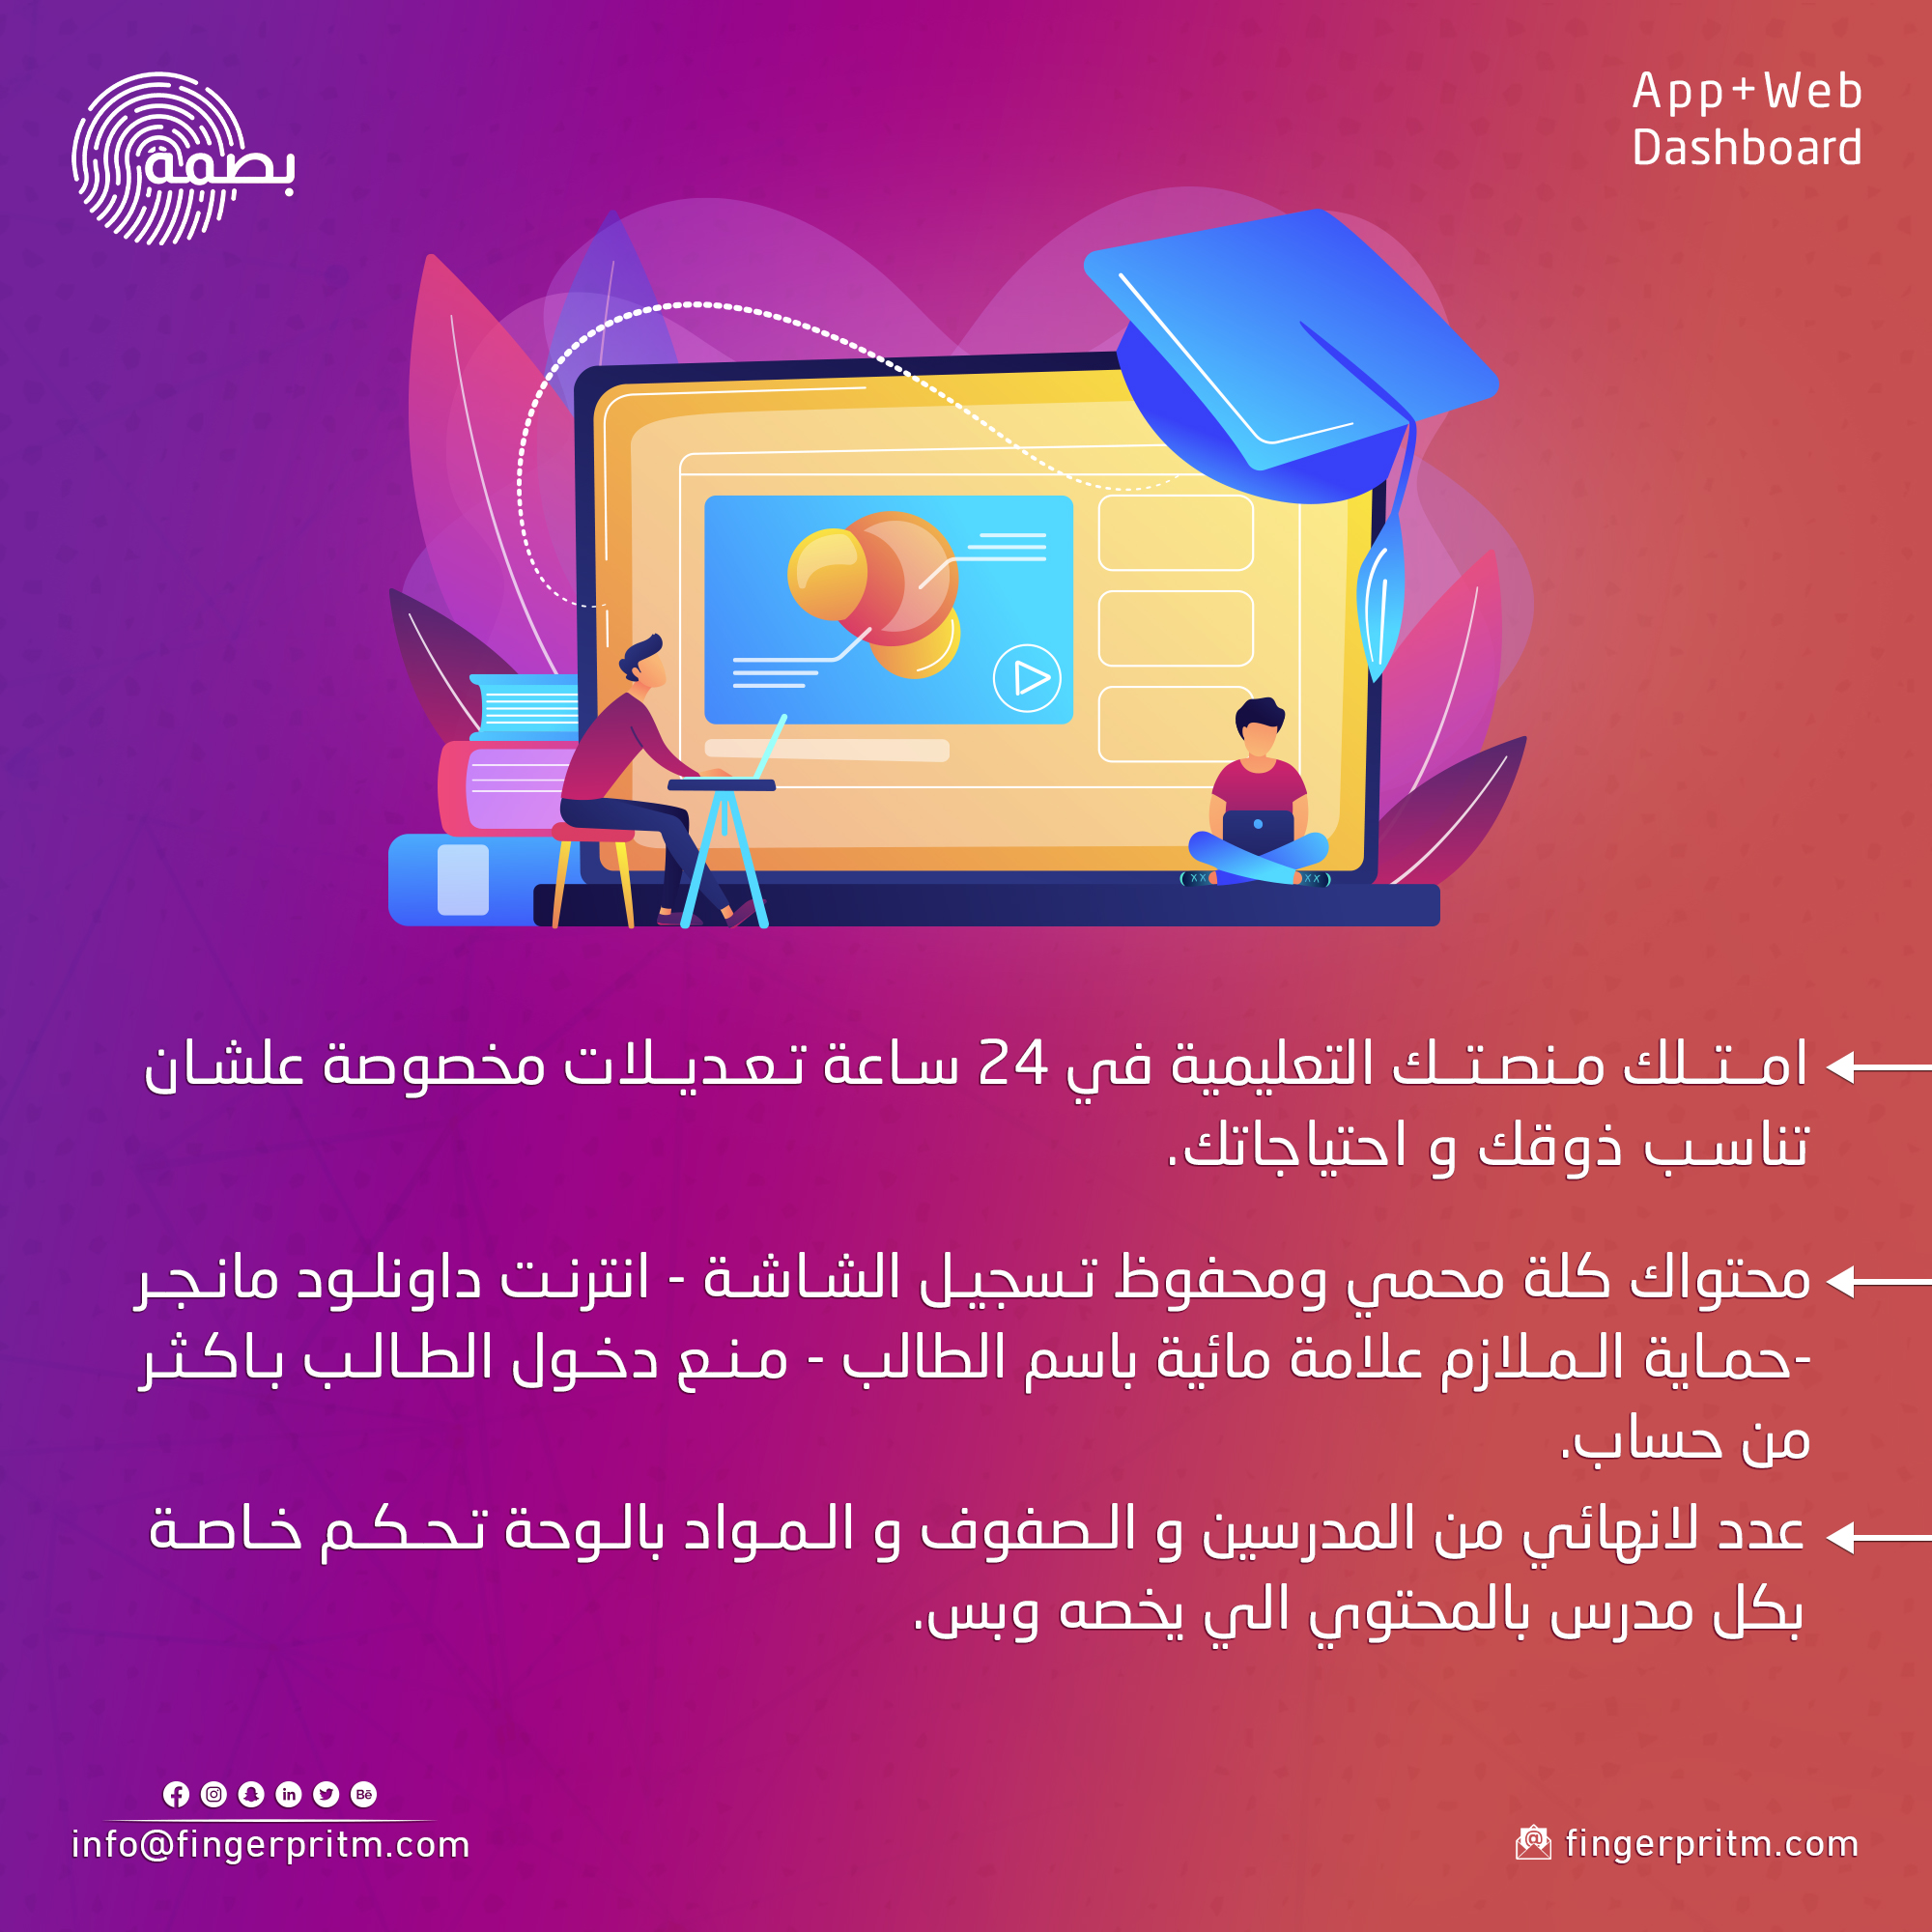 بصمة
App+Web
Dashboard
امتلك منصتك التعليمية في 24 ساعة تعديلات مخصوصة علشان
تناسب ذوقك و احتياجاتك.
محتواك كلة محمي ومحفوظ تسجيل الشاشة - انترنت داونلود مانجر
-حماية الملازم علامة مائية باسم الطالب - منع دخول الطالب باكثر
من حساب.
عدد لانهائي من المدرسين و الصفوف و المواد بالوحة تحكم خاصة
بكل مدرس بالمحتوي الي يخصه وبس.
info@fingerpritm.com
fingerpritm.com